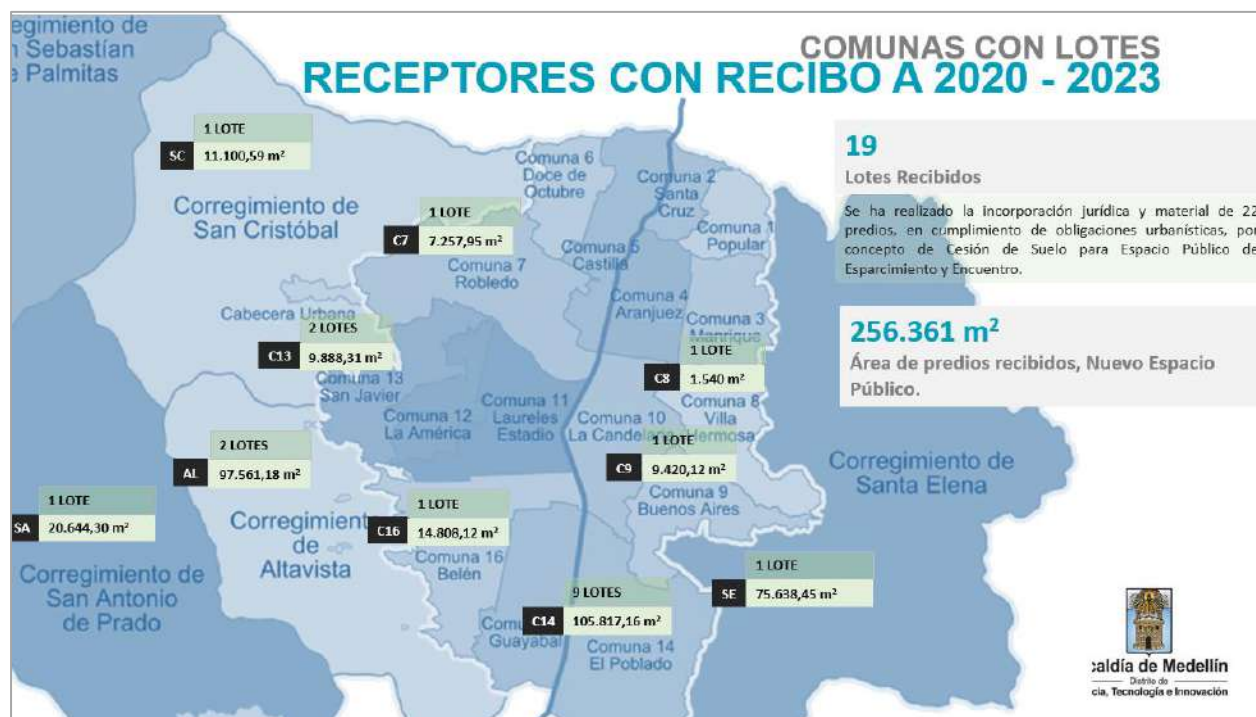 COMUNAS CON LOTES
RECEPTORES CON RECIBO A 2020 - 2023
egimiento de
Sebastían
Palmitas
1 LOTE
SC 11.100,59 m²
Corregimiento de
San Cristóbal
Comuna 6
Doce de
Octubre
Comuna 2
Santa
Cruz
Comuna 1
Popular
1 LOTE
C7 7.257,95 m²
Comuna 7
Robledo
Comuna 5
Castilla
Comuna 4
Aranjuez
Comuna 3
Manrique
Cabecera Urbana
2 LOTES
C13 9.888,31 m²
Comuna 13
San Javier
Comuna 12
La América
Comuna 11
Laureles
Estadio
Comuna 10
La Candelaria
1 LOTE
C8 1.540 m²
Comuna 8
Villa
Hermosa
1 LOTE
C9 9.420,12 m²
Comuna 9
Buenos Aires
2 LOTES
AL 97.561,18 m²
Corregimient
de
Altavista
1 LOTE
SA 20.644,30 m²
Corregimiento de
San Antonio
de Prado
1 LOTE
C16 14.808,12 m²
Comuna 16
Belén
9 LOTES
C14 105.817,16 m²
Guayabal
Comuna 14
El Poblado
1 LOTE
SE 75.638,45 m²
Corregimiento de
Santa Elena
19
Lotes Recibidos
Se ha realizado la incorporación jurídica y material de 22
predios, en cumplimiento de obligaciones urbanísticas, por
concepto de Cesión de Suelo para Espacio Público de
Esparcimiento y Encuentro.
256.361 m²
Área de predios recibidos, Nuevo Espacio
Público.
caldía de Medellín
Distrito de
cia, Tecnología e Innovación